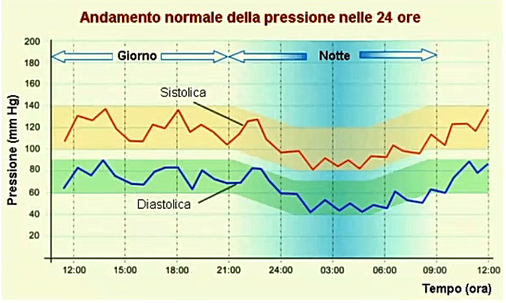 Andamento normale della pressione nelle 24 ore
Pressione (mm Hg)
200
180
160
140
120
100
80
60
40
20
Giorno
Notte
Sistolica
Diastolica
12:00 15:00 18:00 21:00 24:00 03:00 06:00 09:00 12:00
Tempo (ora)